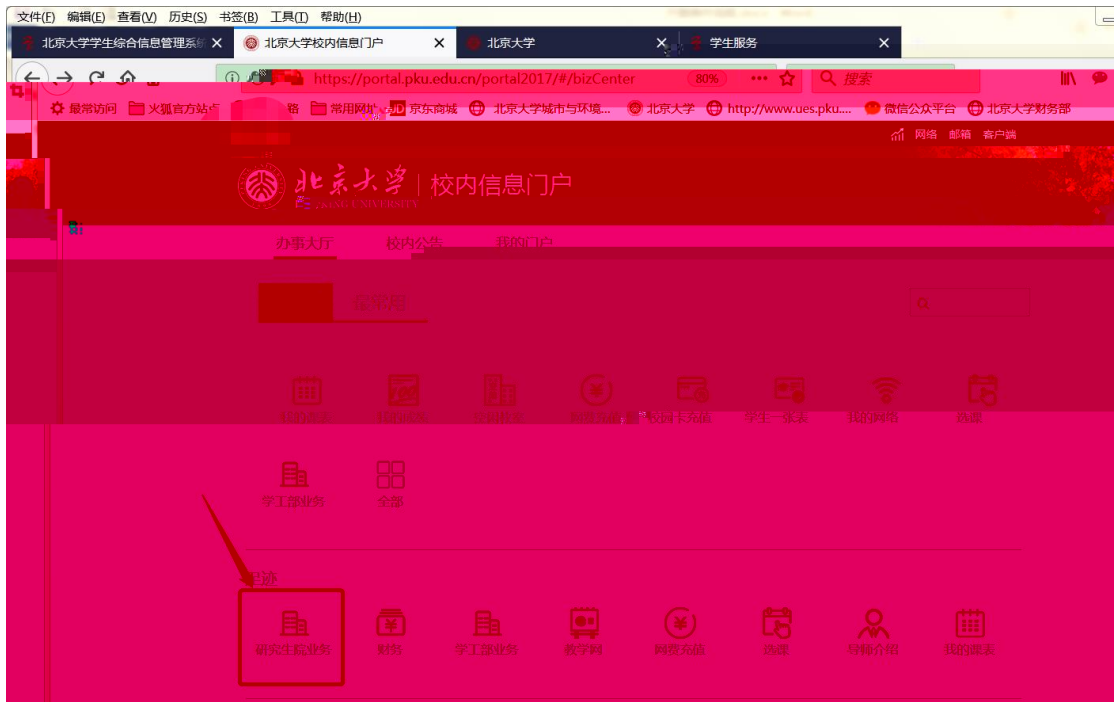 文件(F) 编辑(E) 查看(V) 历史(S) 书签(B) 工具(T) 帮助(H)
北京大学学生综合信息管理系统 北京大学校内信息门户 北京大学 学生服务
https://portal.pku.edu.cn/portal2017/#/bizCenter 80% 搜索
最常访问 火狐官方站点 常用网址 JD 京东商城 北京大学城市与环境... 北京大学 http://www.ues.pku.... 微信公众平台 北京大学财务部
网络 邮箱 客户端
北京大学 校内信息门户
办事大厅 校内公告 我的门户
校园卡充值 学生一张表 我的网络 选课
学工部业务 全部
足迹
研究生院业务 财务 学工部业务 教学网 网费充值 选课 导师介绍 我的课表